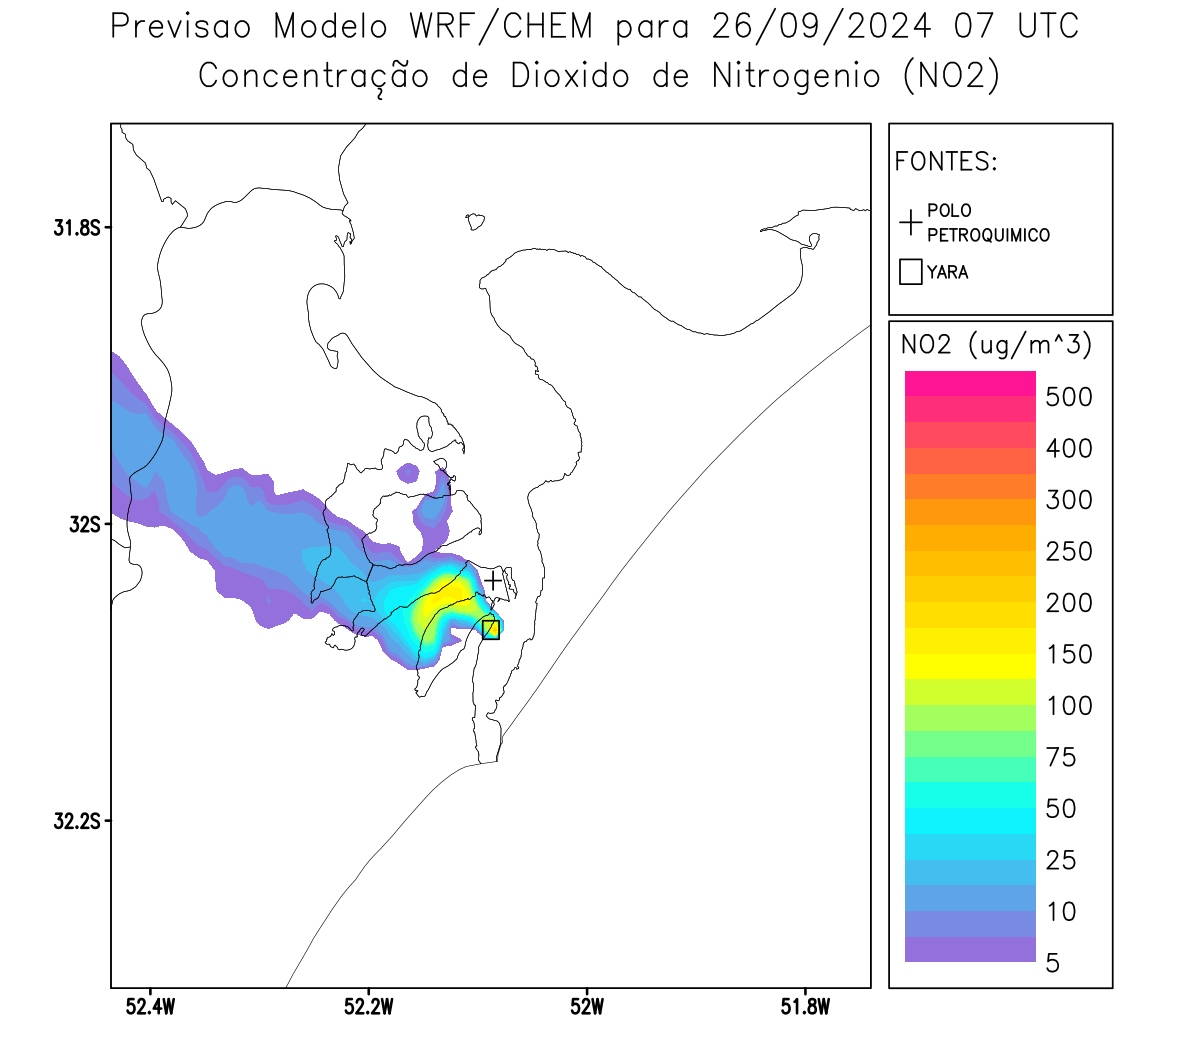 Previsao Modelo WRF/CHEM para 26/09/2024 07 UTC
Concentração de Dioxido de Nitrogenio (NO2)
FONTES:
POLO
PETROQUIMICO
YARA
31.8S
32S
32.2S
52.4W
52.2W
52W
51.8W
NO2 (ug/m^3)
500
400
300
250
200
150
100
75
50
25
10
5